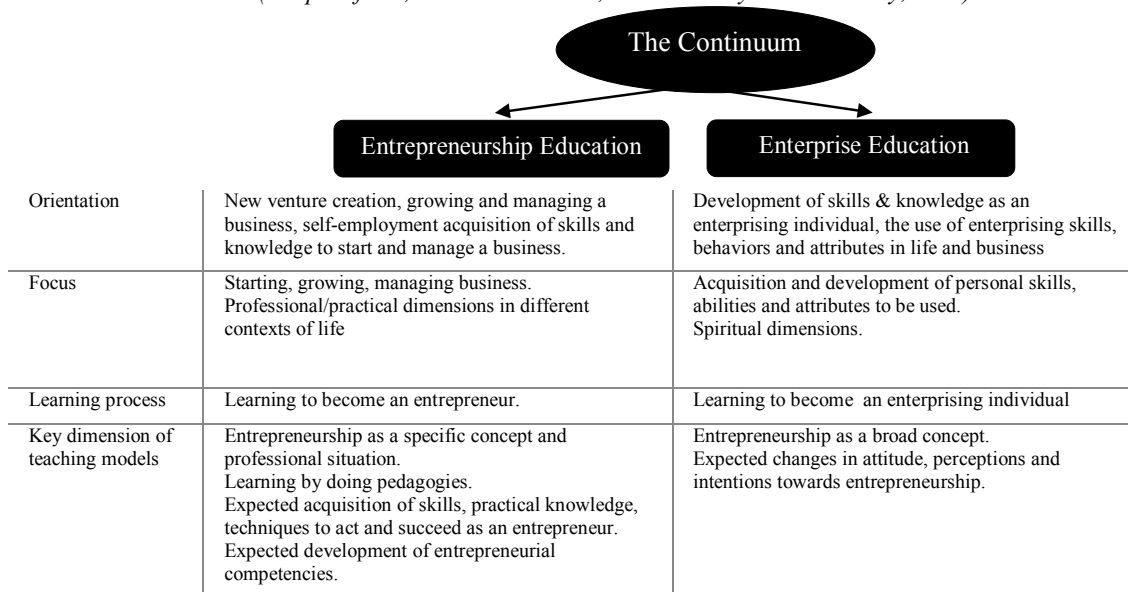 The Continuum
Entrepreneurship Education
Enterprise Education
Orientation
New venture creation, growing and managing a
business, self-employment acquisition of skills and
knowledge to start and manage a business.
Development of skills & knowledge as an
enterprising individual, the use of enterprising skills,
behaviors and attributes in life and business
Focus
Starting, growing, managing business.
Professional/practical dimensions in different
contexts of life
Acquisition and development of personal skills,
abilities and attributes to be used.
Spiritual dimensions.
Learning process
Learning to become an entrepreneur.
Learning to become an enterprising individual
Key dimension of
teaching models
Entrepreneurship as a specific concept and
professional situation.
Learning by doing pedagogies.
Expected acquisition of skills, practical knowledge,
techniques to act and succeed as an entrepreneur.
Expected development of entrepreneurial
competencies.
Entrepreneurship as a broad concept.
Expected changes in attitude, perceptions and
intentions towards entrepreneurship.